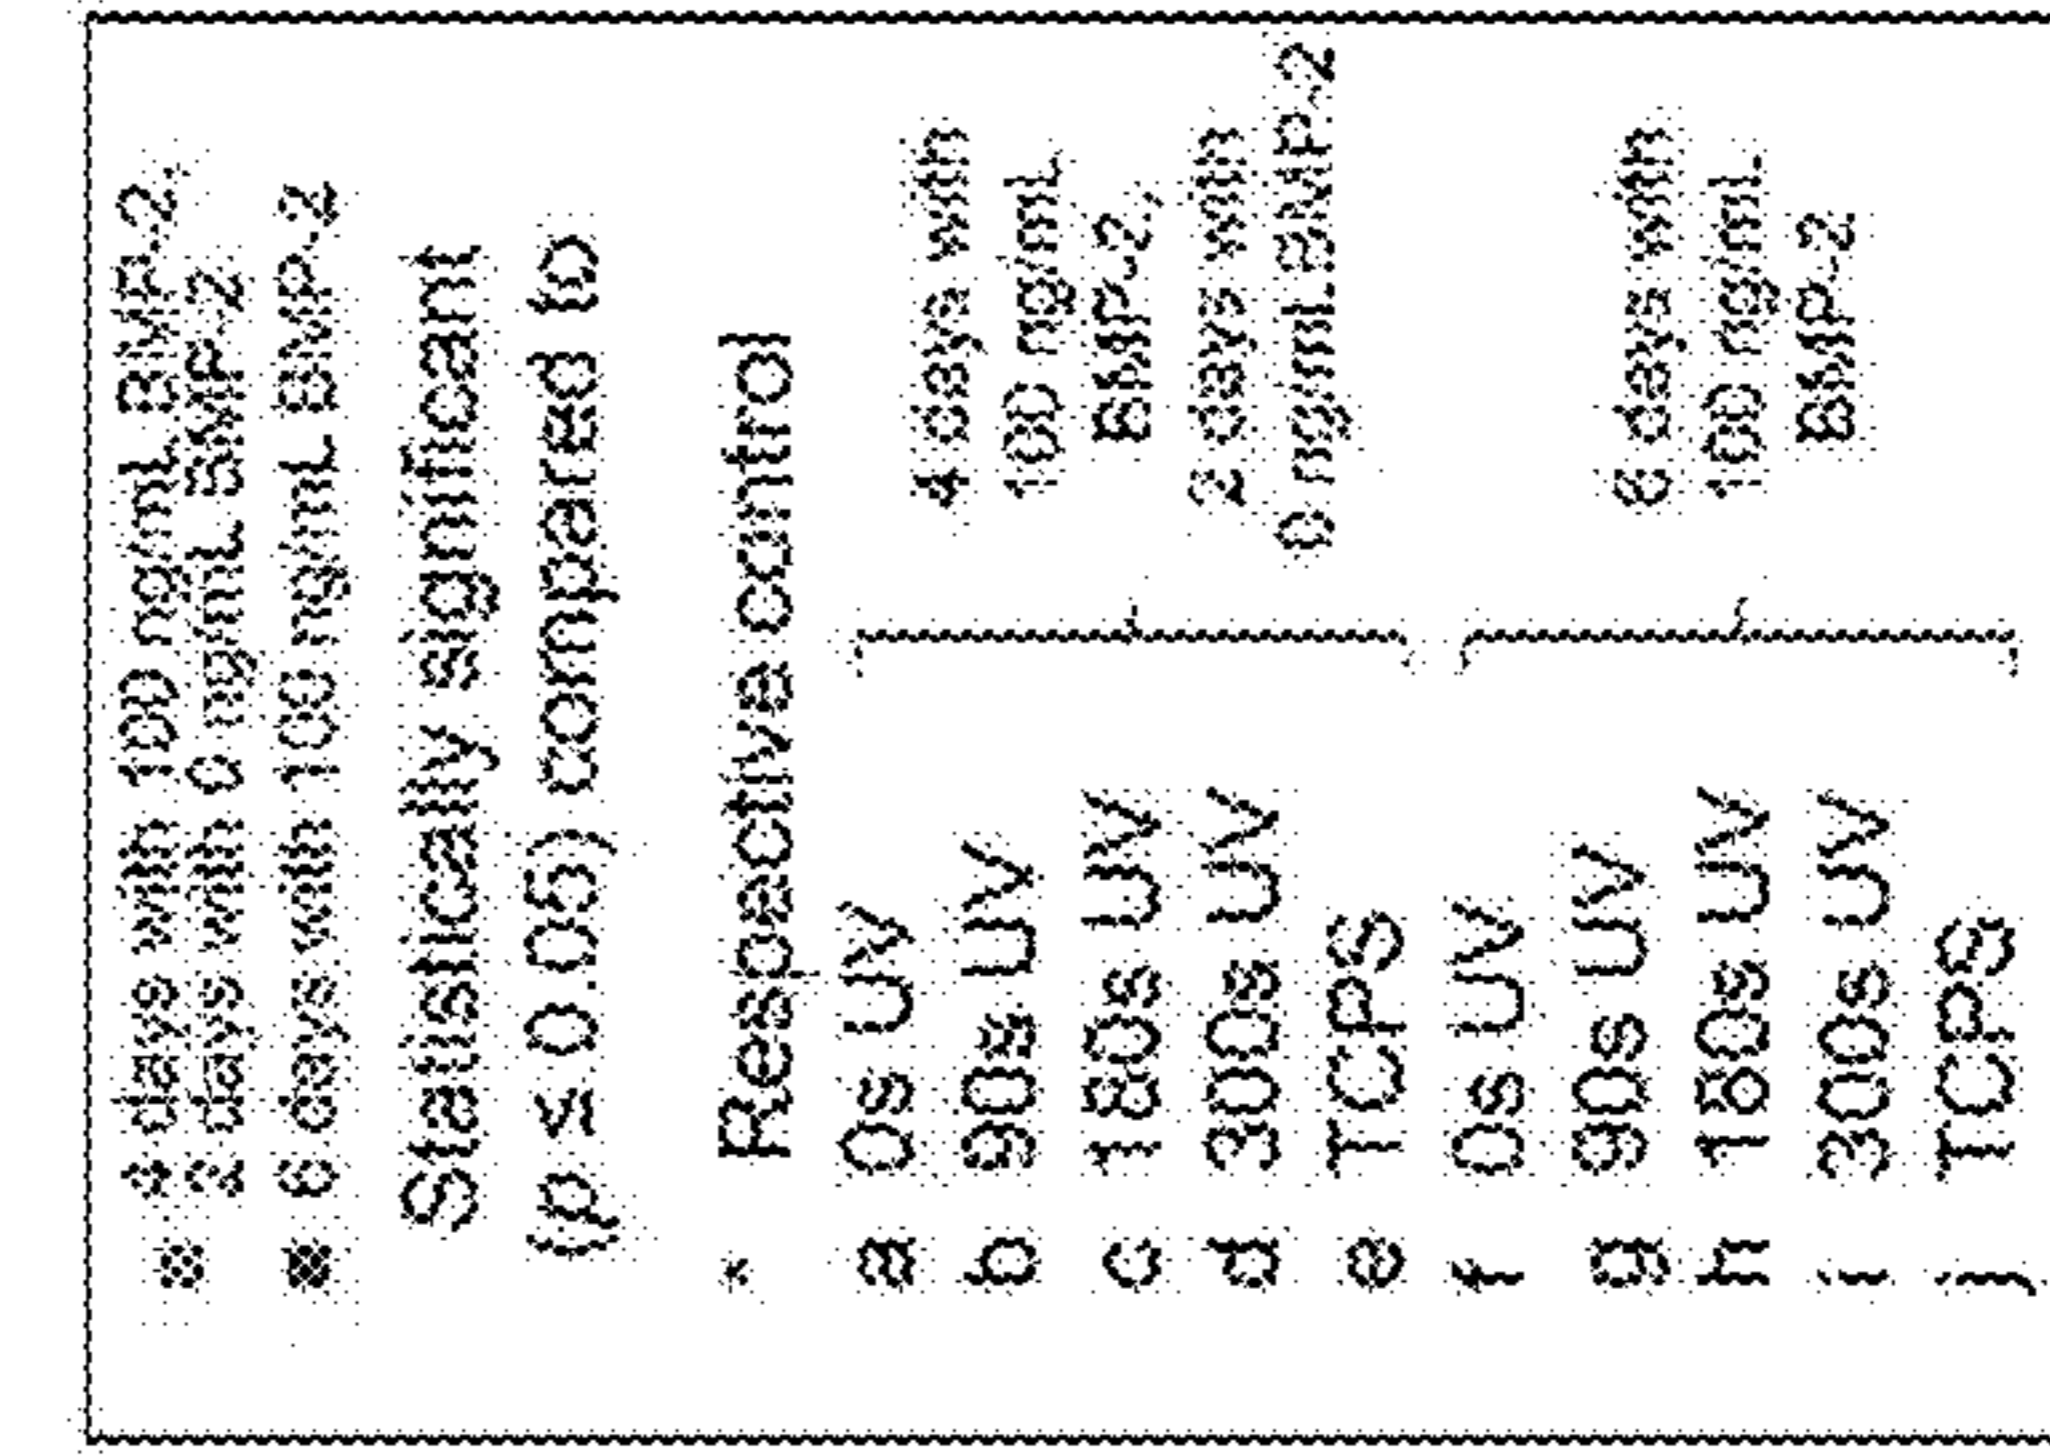 4 days with 100 ng/mL BMP-2,
2 days with 0 ng/mL BMP-2
6 days with 100 ng/mL BMP-2
Statistically significant
(p ≤ 0.05) compared to
* Respective control
a 0s UV
b 90s UV
c 180s UV
d 300s UV
e TCPS
4 days with
100 ng/mL
BMP-2,
2 days with
0 ng/mL BMP-2
f 0s UV
g 90s UV
h 180s UV
i 300s UV
j TCPS
6 days with
100 ng/mL
BMP-2